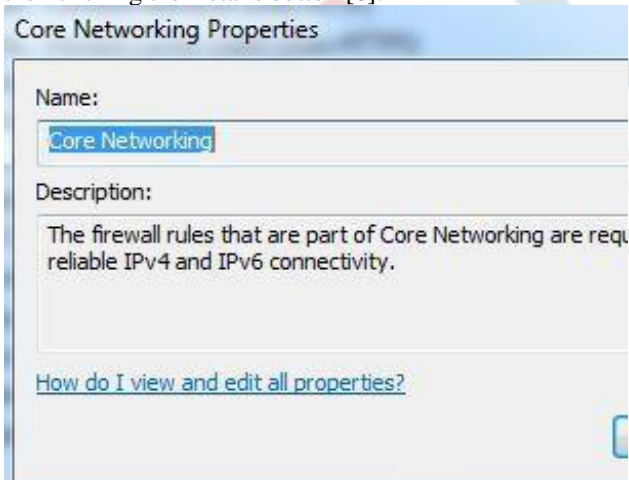 Core Networking Properties
Name:
Core Networking
Description:
The firewall rules that are part of Core Networking are
reliable IPv4 and IPv6 connectivity.
How do I view and edit all properties?